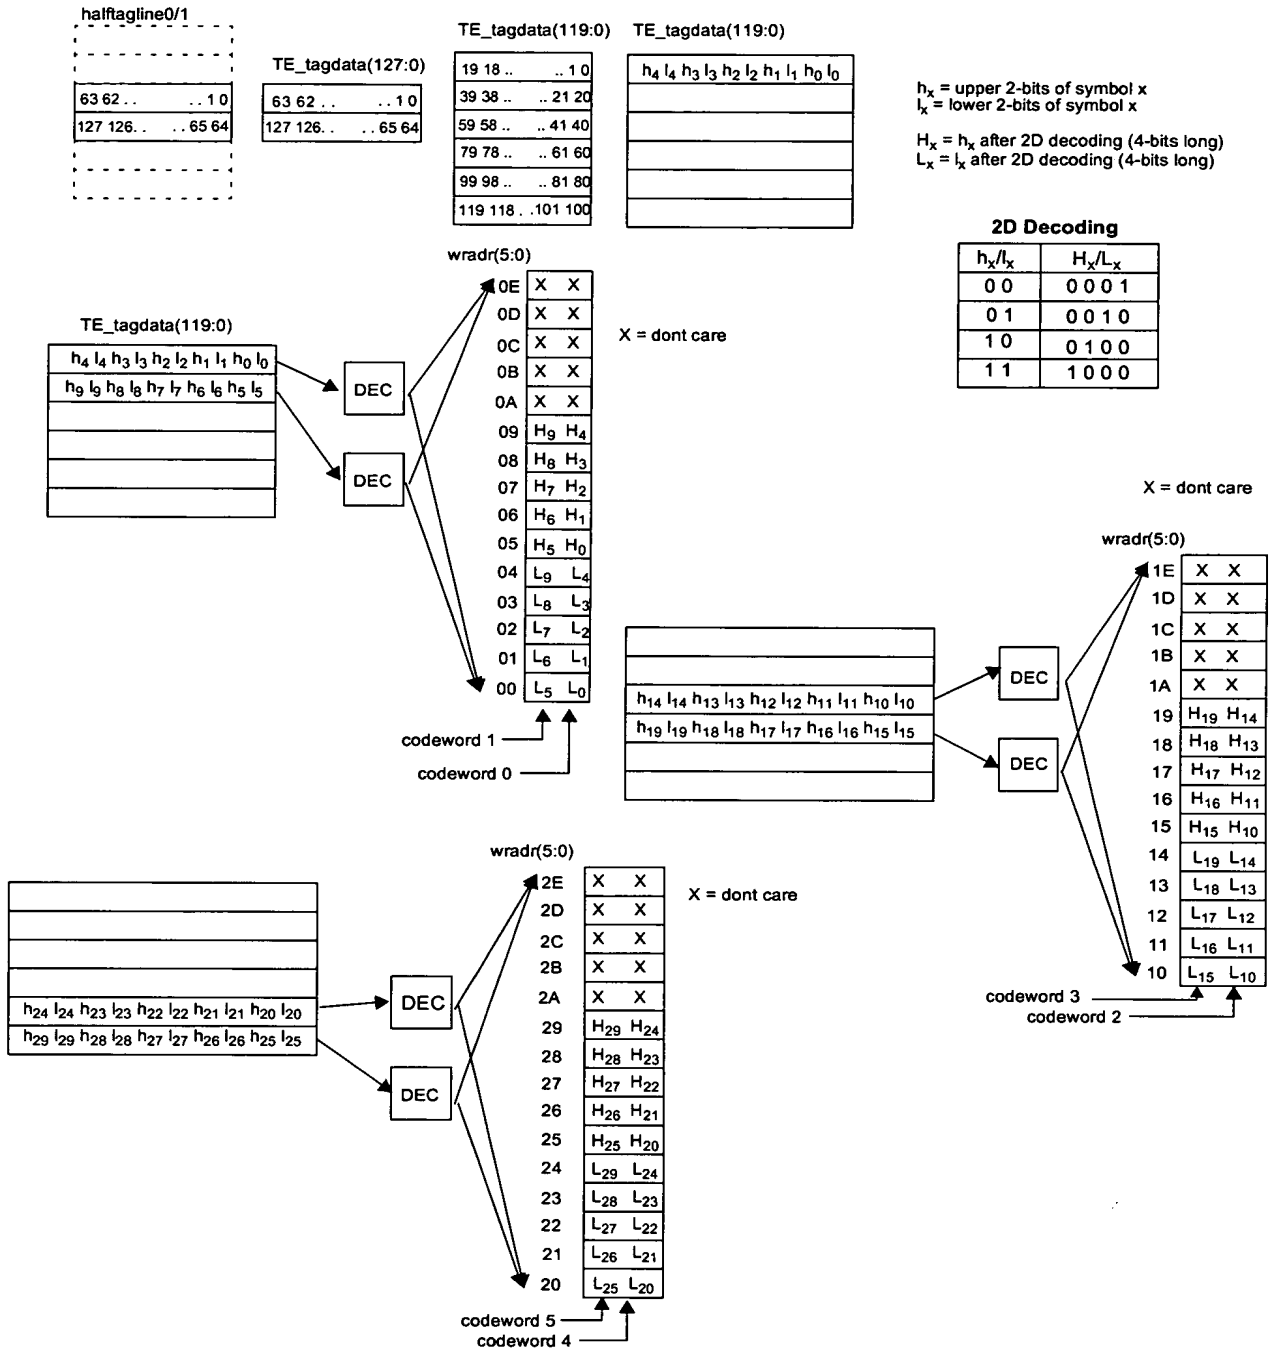 halftagline0/1
63 62 . . . . 1 0
127 126. . . . 65 64
TE_tagdata(127:0)
63 62 . . . . 1 0
127 126. . . . 65 64
TE_tagdata(119:0)
19 18 .. .. 1 0
39 38 .. .. 21 20
59 58 .. .. 41 40
79 78 .. .. 61 60
99 98 .. .. 81 80
119 118 . . 101 100
TE_tagdata(119:0)
h4 l4 h3 l3 h2 l2 h1 l1 h0 l0
hx = upper 2-bits of symbol x
lx = lower 2-bits of symbol x
Hx = hx after 2D decoding (4-bits long)
Lx = lx after 2D decoding (4-bits long)
2D Decoding
hx/lx Hx/Lx
0 0 0 0 0 1
0 1 0 0 1 0
1 0 0 1 0 0
1 1 1 0 0 0
TE_tagdata(119:0)
h4 l4 h3 l3 h2 l2 h1 l1 h0 l0
h9 l9 h8 l8 h7 l7 h6 l6 h5 l5
DEC
DEC
wradr(5:0)
0E X X
0D X X
0C X X
0B X X
0A X X
09 H9 H4
08 H8 H3
07 H7 H2
06 H6 H1
05 H5 H0
04 L9 L4
03 L8 L3
02 L7 L2
01 L6 L1
00 L5 L0
X = dont care
codeword 1
codeword 0
h14 l14 h13 l13 h12 l12 h11 l11 h10 l10
h19 l19 h18 l18 h17 l17 h16 l16 h15 l15
DEC
DEC
X = dont care
wradr(5:0)
1E X X
1D X X
1C X X
1B X X
1A X X
19 H19 H14
18 H18 H13
17 H17 H12
16 H16 H11
15 H15 H10
14 L19 L14
13 L18 L13
12 L17 L12
11 L16 L11
10 L15 L10
codeword 3
codeword 2
h24 l24 h23 l23 h22 l22 h21 l21 h20 l20
h29 l29 h28 l28 h27 l27 h26 l26 h25 l25
DEC
DEC
wradr(5:0)
2E X X
2D X X
2C X X
2B X X
2A X X
29 H29 H24
28 H28 H23
27 H27 H22
26 H26 H21
25 H25 H20
24 L29 L24
23 L28 L23
22 L27 L22
21 L26 L21
20 L25 L20
X = dont care
codeword 5
codeword 4